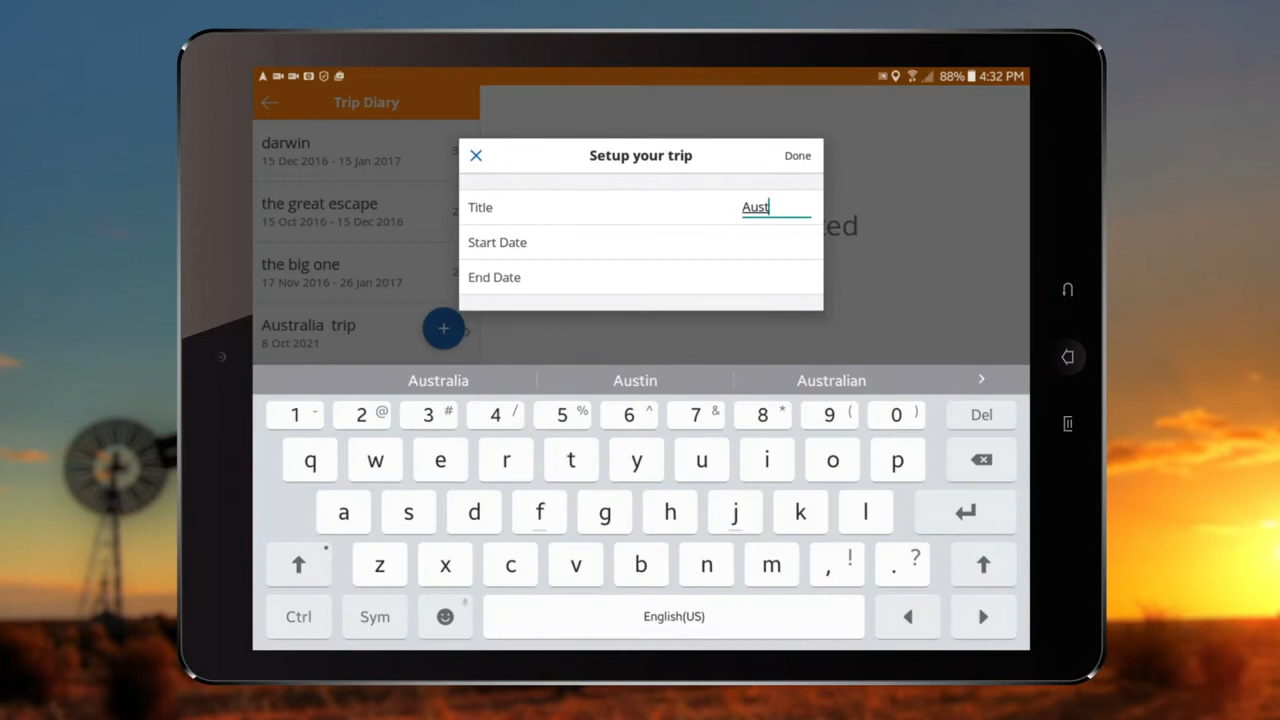 88% 4:32 PM
Trip Diary
darwin
15 Dec 2016 - 15 Jan 2017
the great escape
15 Oct 2016 - 15 Dec 2016
the big one
17 Nov 2016 - 26 Jan 2017
Australia trip
8 Oct 2021
Setup your trip Done
Title Aust
Start Date
End Date
ted
Australia Austin Australian >
1 - 2 @ 3 # 4 / 5 % 6 ^ 7 & 8 * 9 ( 0 ) Del
q w e r t y u i o p
a s d f g h j k l
z x c v b n m , ! . ?
Ctrl Sym English(US)